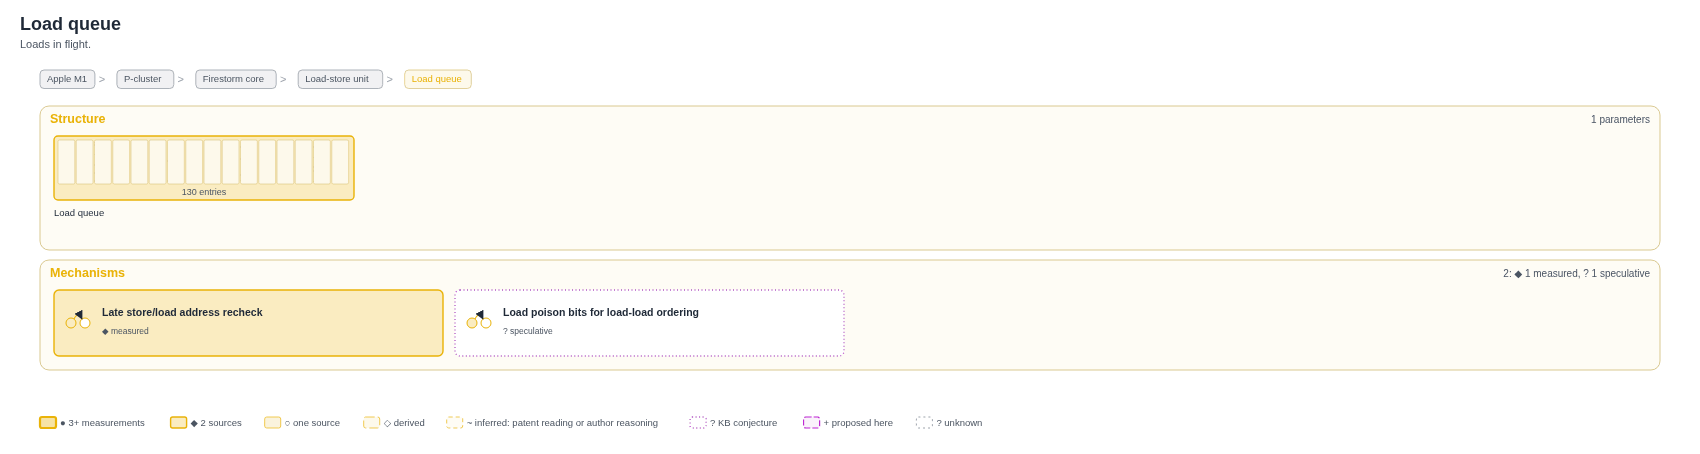 Load queue
Loads in flight.
Apple M1 > P-cluster > Firestorm core > Load-store unit > Load queue
Structure
1 parameters
130 entries
Load queue
Mechanisms
2: ◆ 1 measured, ? 1 speculative
Late store/load address recheck
◆ measured
Load poison bits for load-load ordering
? speculative
● 3+ measurements ◆ 2 sources ○ one source ◇ derived ~ inferred: patent reading or author reasoning ? KB conjecture + proposed here ? unknown